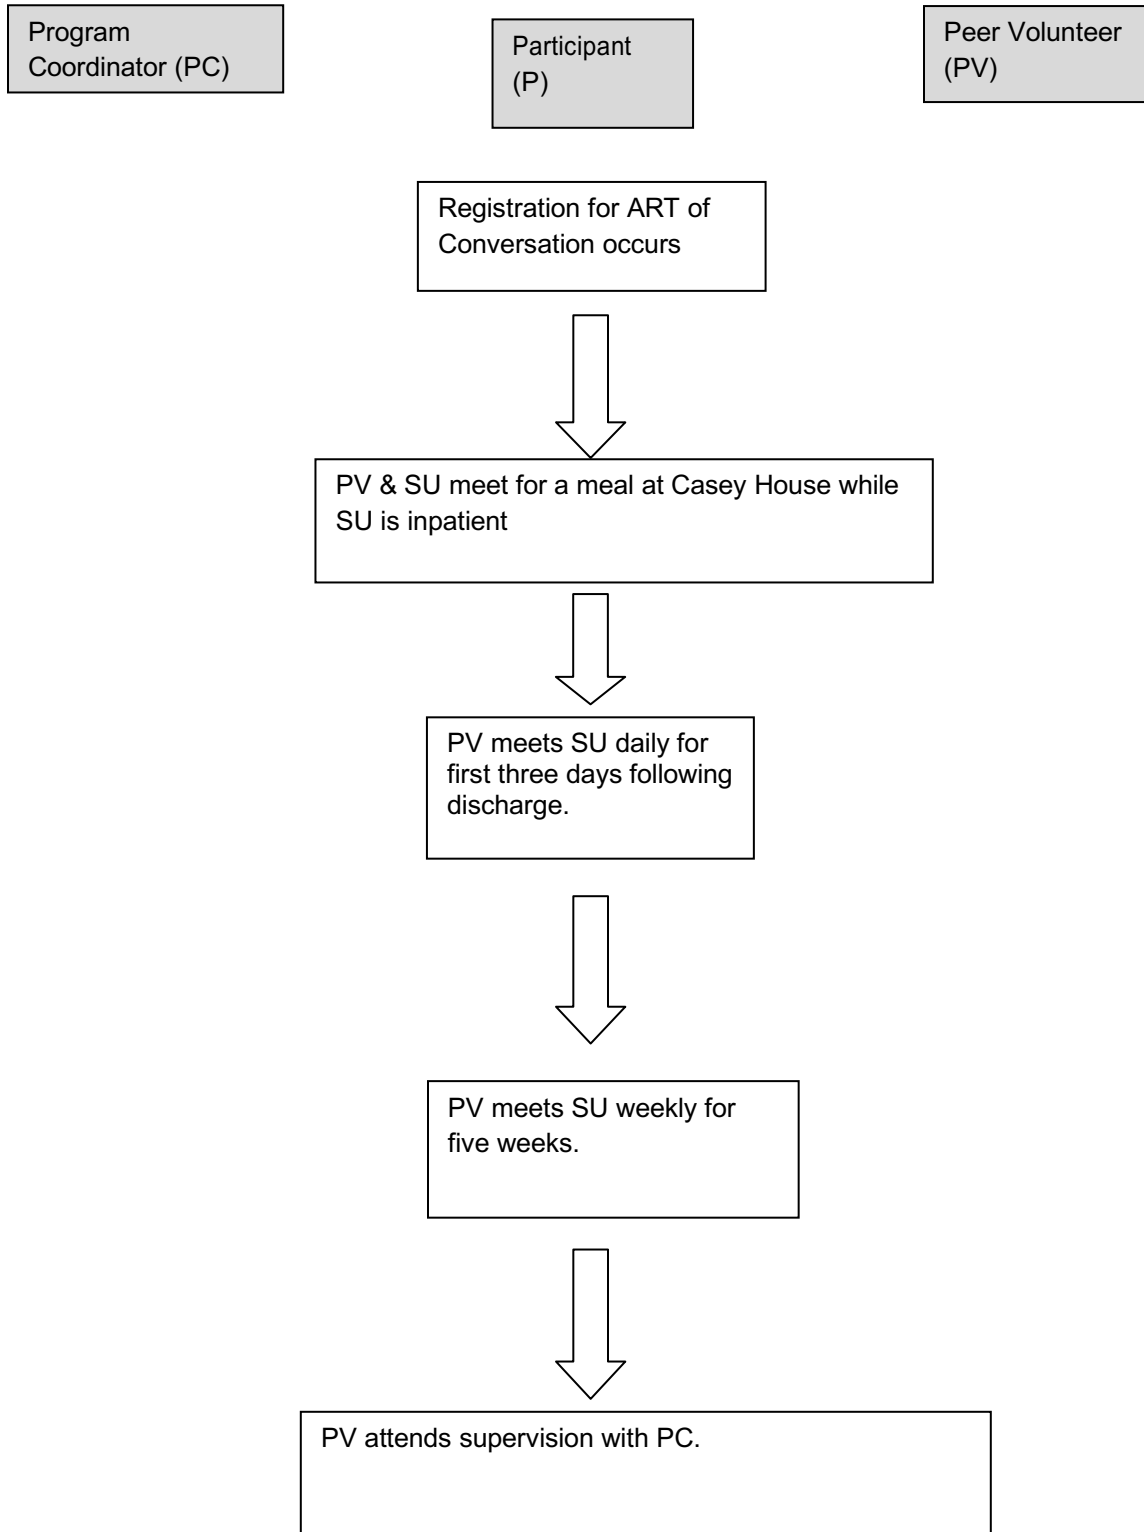 Program
Coordinator (PC)
Participant
(P)
Peer Volunteer
(PV)
Registration for ART of
Conversation occurs
PV & SU meet for a meal at Casey House while
SU is inpatient
PV meets SU daily for
first three days following
discharge.
PV meets SU weekly for
five weeks.
PV attends supervision with PC.